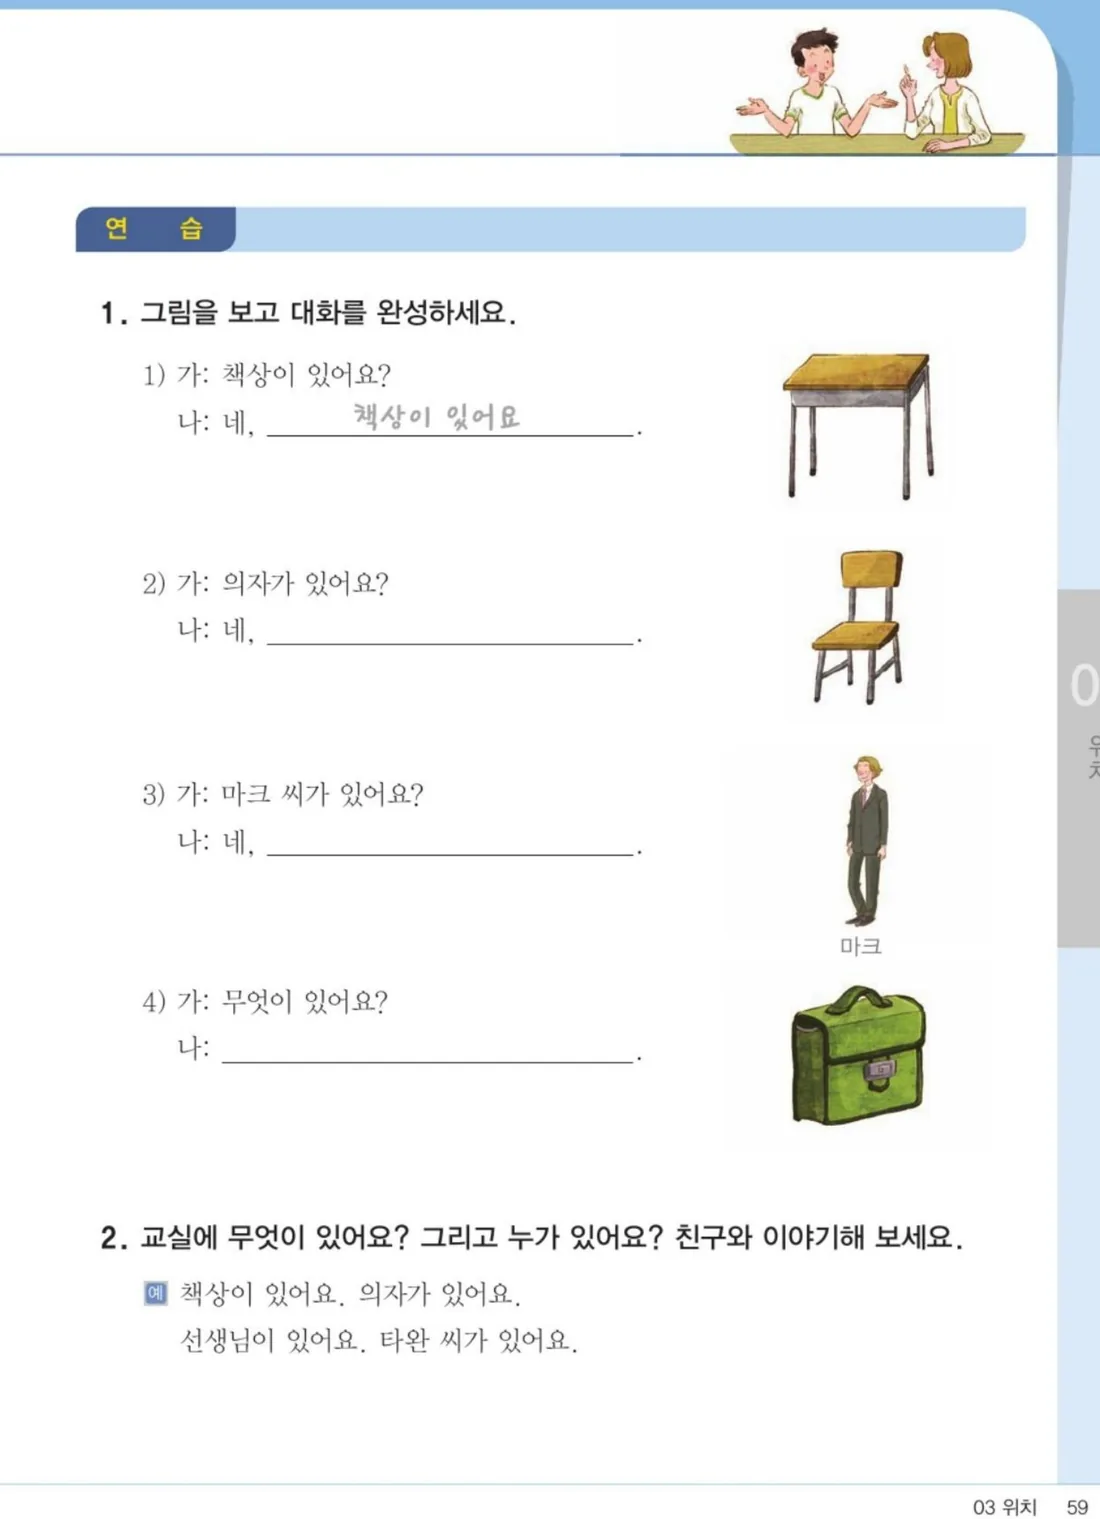 연 습
1. 그림을 보고 대화를 완성하세요.
1) 가: 책상이 있어요?
나: 네, 책상이 있어요.
2) 가: 의자가 있어요?
나: 네, .
3) 가: 마크 씨가 있어요?
나: 네, .
마크
4) 가: 무엇이 있어요?
나: .
2. 교실에 무엇이 있어요? 그리고 누가 있어요? 친구와 이야기해 보세요.
예 책상이 있어요. 의자가 있어요.
선생님이 있어요. 타완 씨가 있어요.
03 위치 59